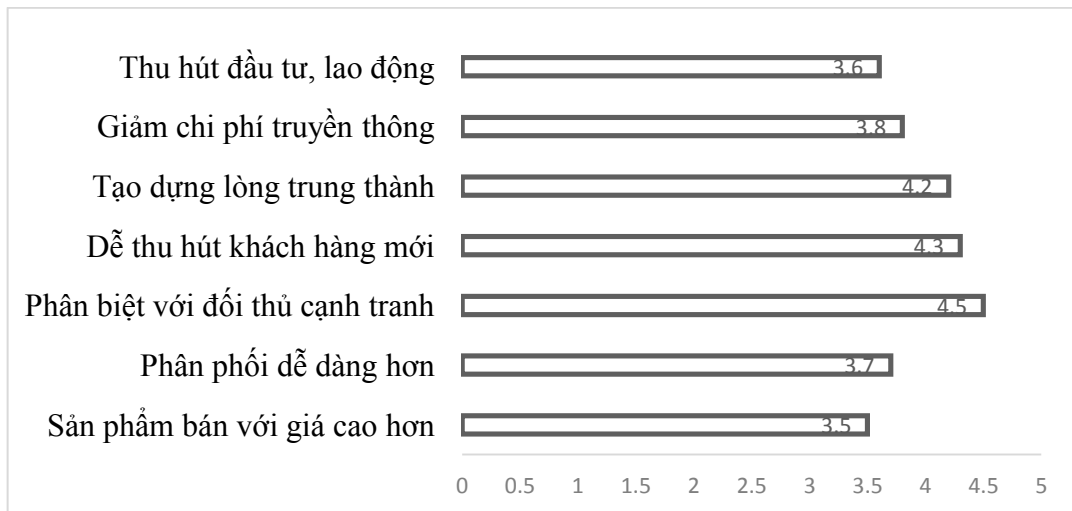 Thu hút đầu tư, lao động
3.6
Giảm chi phí truyền thông
3.8
Tạo dựng lòng trung thành
4.2
Dễ thu hút khách hàng mới
4.3
Phân biệt với đối thủ cạnh tranh
4.5
Phân phối dễ dàng hơn
3.7
Sản phẩm bán với giá cao hơn
3.5
0 0.5 1 1.5 2 2.5 3 3.5 4 4.5 5